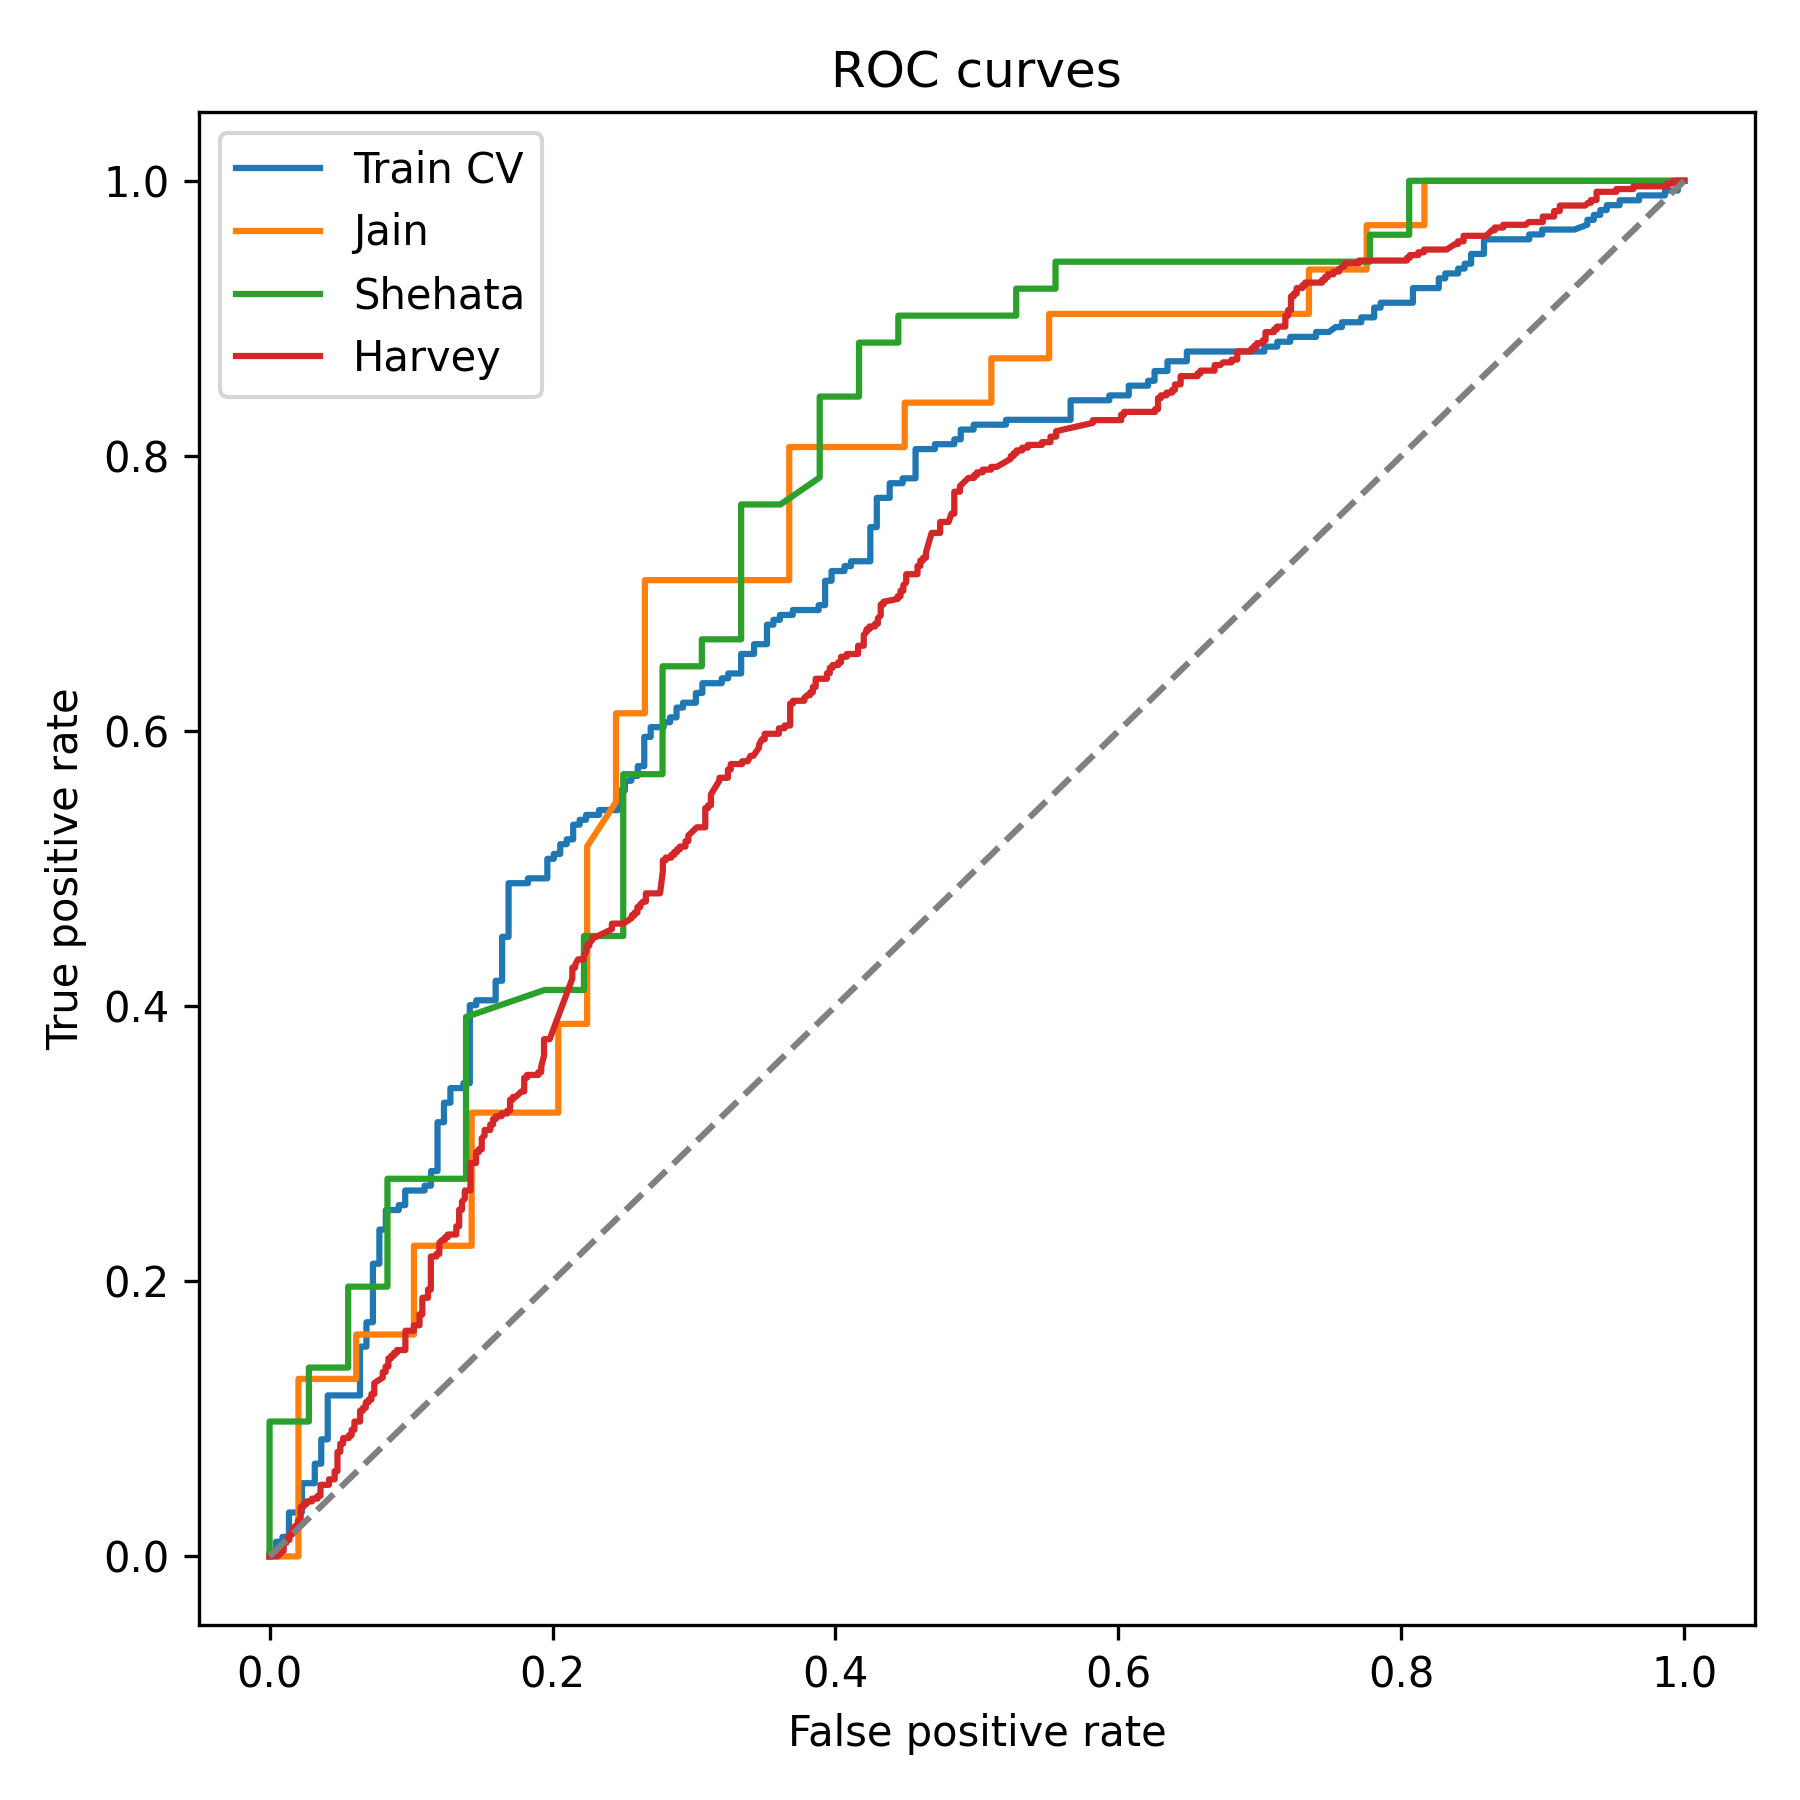 ROC curves
Train CV
Jain
Shehata
Harvey
1.0
0.8
0.6
0.4
0.2
0.0
True positive rate
0.0 0.2 0.4 0.6 0.8 1.0
False positive rate